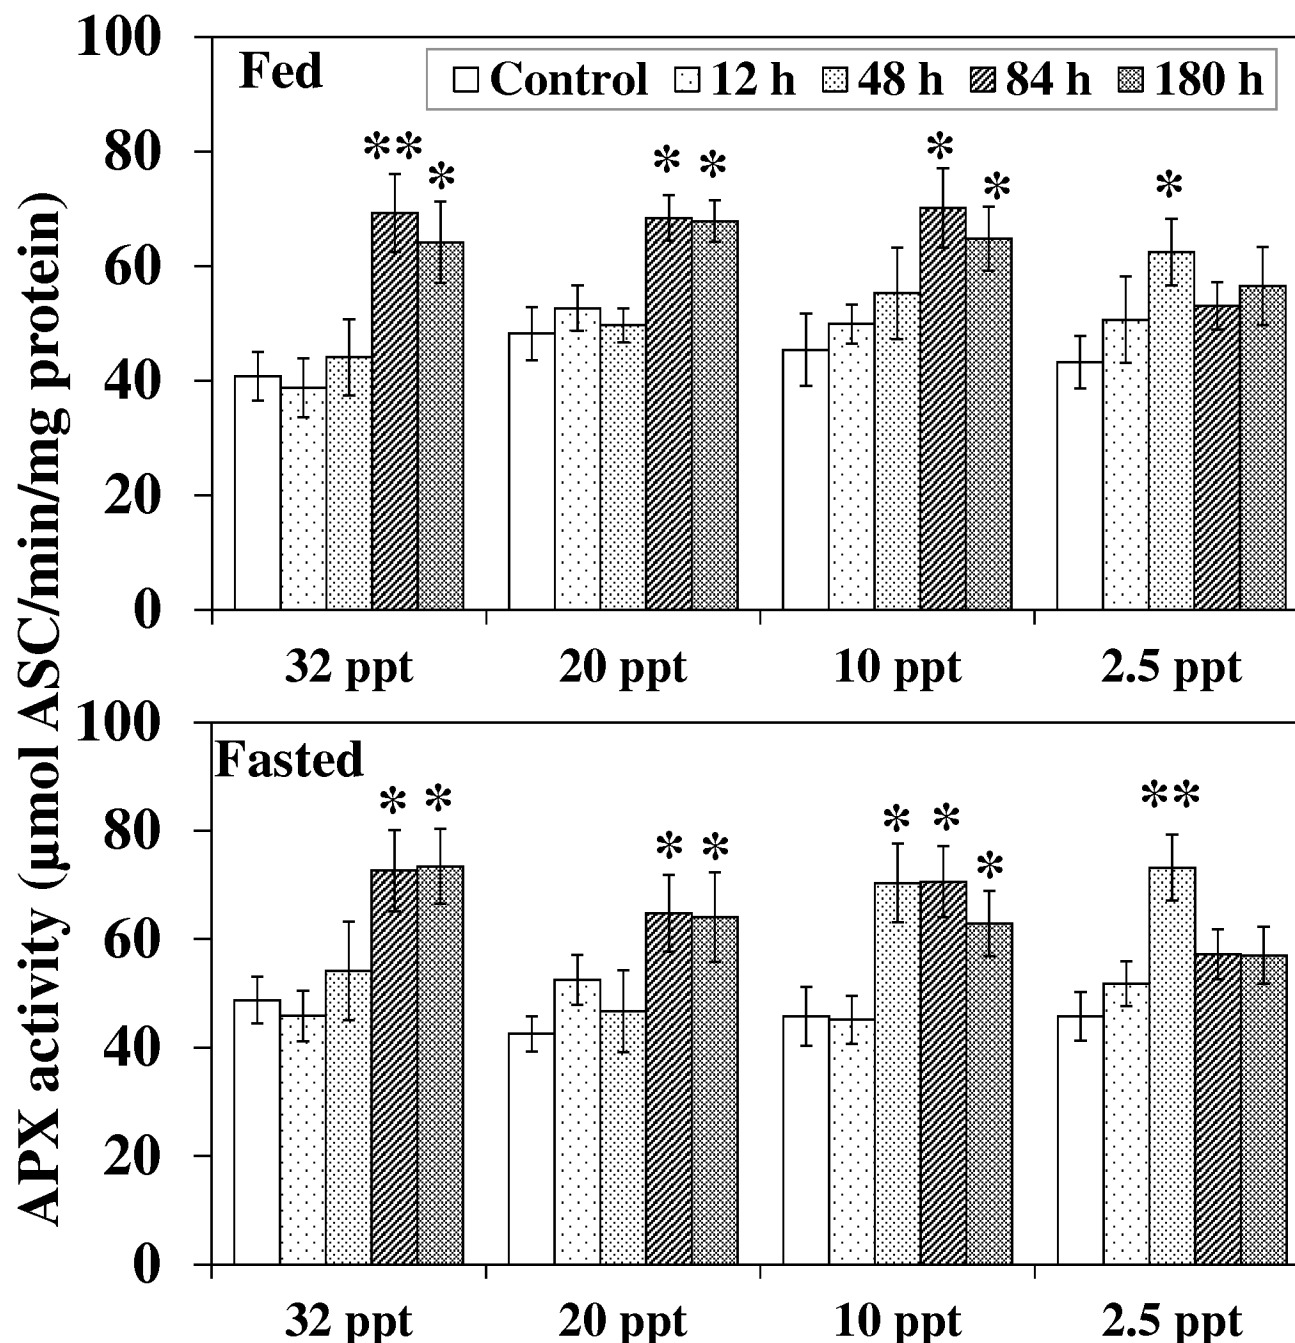 APX activity (µmol ASC/min/mg protein)
100
80
60
40
20
0
Fed
Control 12 h 48 h 84 h 180 h
** * * * * * *
32 ppt 20 ppt 10 ppt 2.5 ppt
100
80
60
40
20
0
Fasted
* * * * * * * **
32 ppt 20 ppt 10 ppt 2.5 ppt